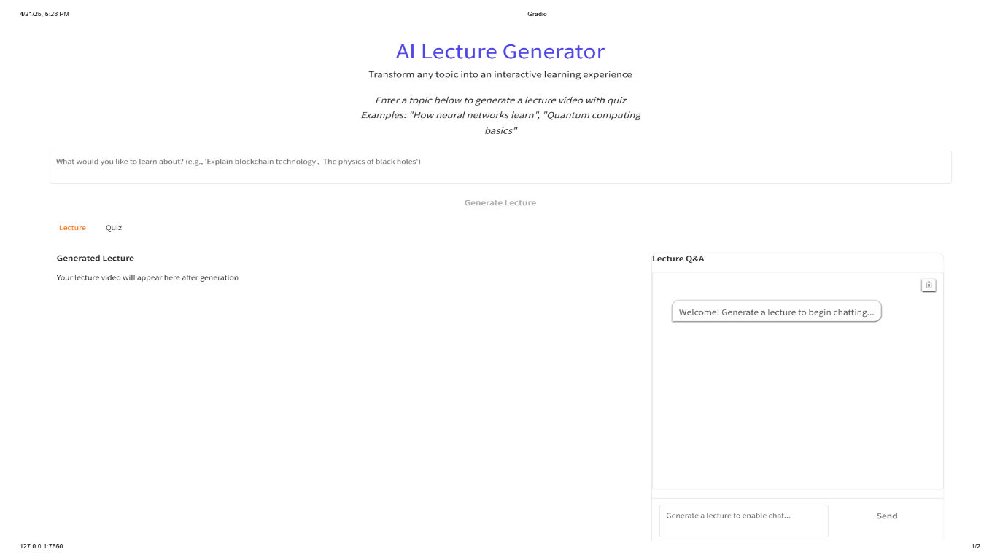 4/21/25, 5:28 PM
Gradio
AI Lecture Generator
Transform any topic into an interactive learning experience
Enter a topic below to generate a lecture video with quiz
Examples: "How neural networks learn", "Quantum computing
basics"
What would you like to learn about? (e.g., 'Explain blockchain technology', 'The physics of black holes')
Generate Lecture
Lecture
Quiz
Generated Lecture
Your lecture video will appear here after generation
Lecture Q&A
Welcome! Generate a lecture to begin chatting...
Generate a lecture to enable chat...
Send
127.0.0.1:7860
1/2